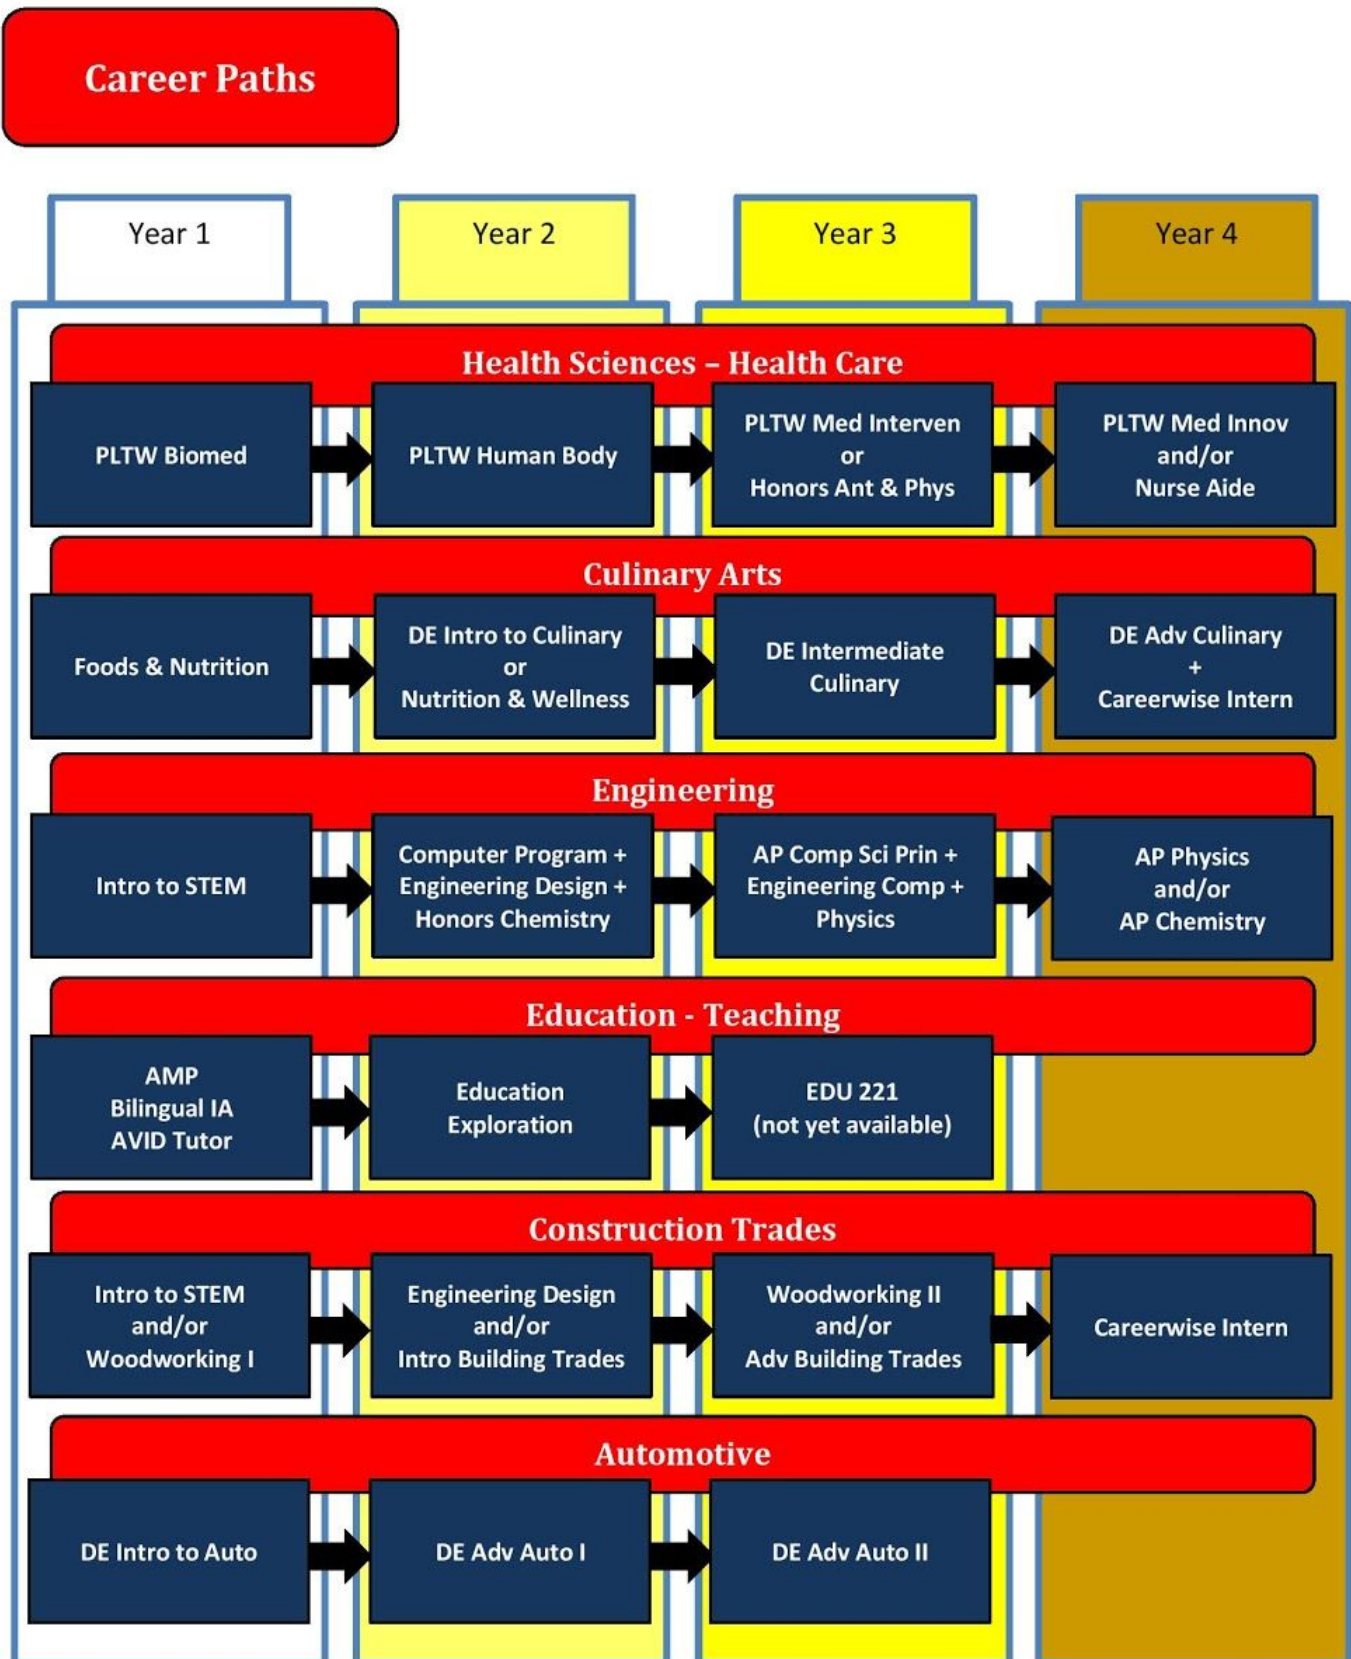 Career Paths
Year 1
Year 2
Year 3
Year 4
Health Sciences – Health Care
PLTW Biomed
PLTW Human Body
PLTW Med Interven
or
Honors Ant & Phys
PLTW Med Innov
and/or
Nurse Aide
Culinary Arts
Foods & Nutrition
DE Intro to Culinary
or
Nutrition & Wellness
DE Intermediate
Culinary
DE Adv Culinary
+
Careerwise Intern
Engineering
Intro to STEM
Computer Program +
Engineering Design +
Honors Chemistry
AP Comp Sci Prin +
Engineering Comp +
Physics
AP Physics
and/or
AP Chemistry
Education - Teaching
AMP
Bilingual IA
AVID Tutor
Education
Exploration
EDU 221
(not yet available)
Construction Trades
Intro to STEM
and/or
Woodworking I
Engineering Design
and/or
Intro Building Trades
Woodworking II
and/or
Adv Building Trades
Careerwise Intern
Automotive
DE Intro to Auto
DE Adv Auto I
DE Adv Auto II